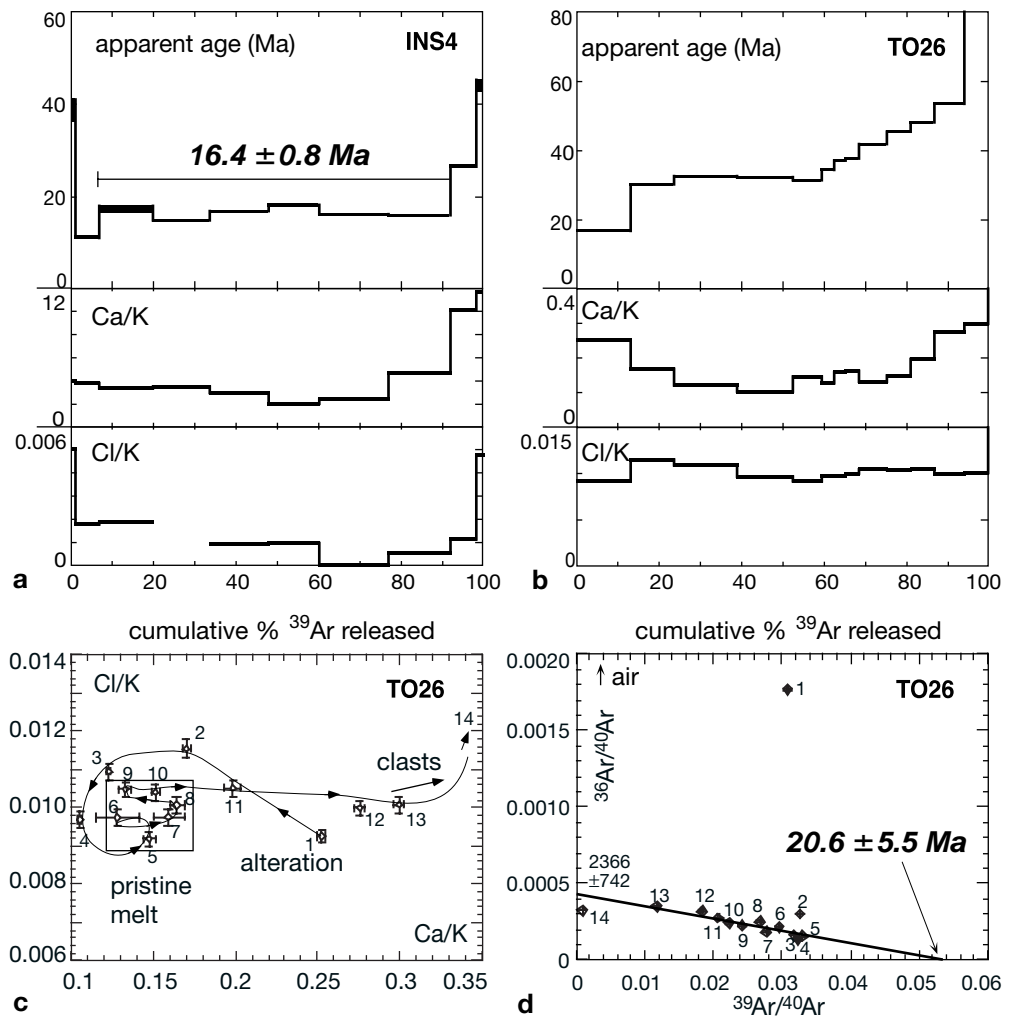 60
apparent age (Ma)
INS4
40
16.4 ±0.8 Ma
20
0
12
Ca/K
0
0.006
Cl/K
0
a
0 20 40 60 80 100
cumulative % ³⁹Ar released
80
apparent age (Ma)
TO26
60
40
20
0
0.4
Ca/K
0
0.015
Cl/K
0
b
0 20 40 60 80 100
cumulative % ³⁹Ar released
0.014
Cl/K
TO26
14
0.012
2
clasts
3
9 10
0.010
6 8
11
12 13
4
7
5
1
alteration
0.008
pristine
melt
Ca/K
0.006
0.1 0.15 0.2 0.25 0.3 0.35
c
0.0020
↑ air
TO26
1
³⁶Ar/⁴⁰Ar
0.0015
0.0010
20.6 ±5.5 Ma
2366
±742
0.0005
13 12 10 8 6 2
14
11 9 7 3 4 5
0
0 0.01 0.02 0.03 0.04 0.05 0.06
³⁹Ar/⁴⁰Ar
d